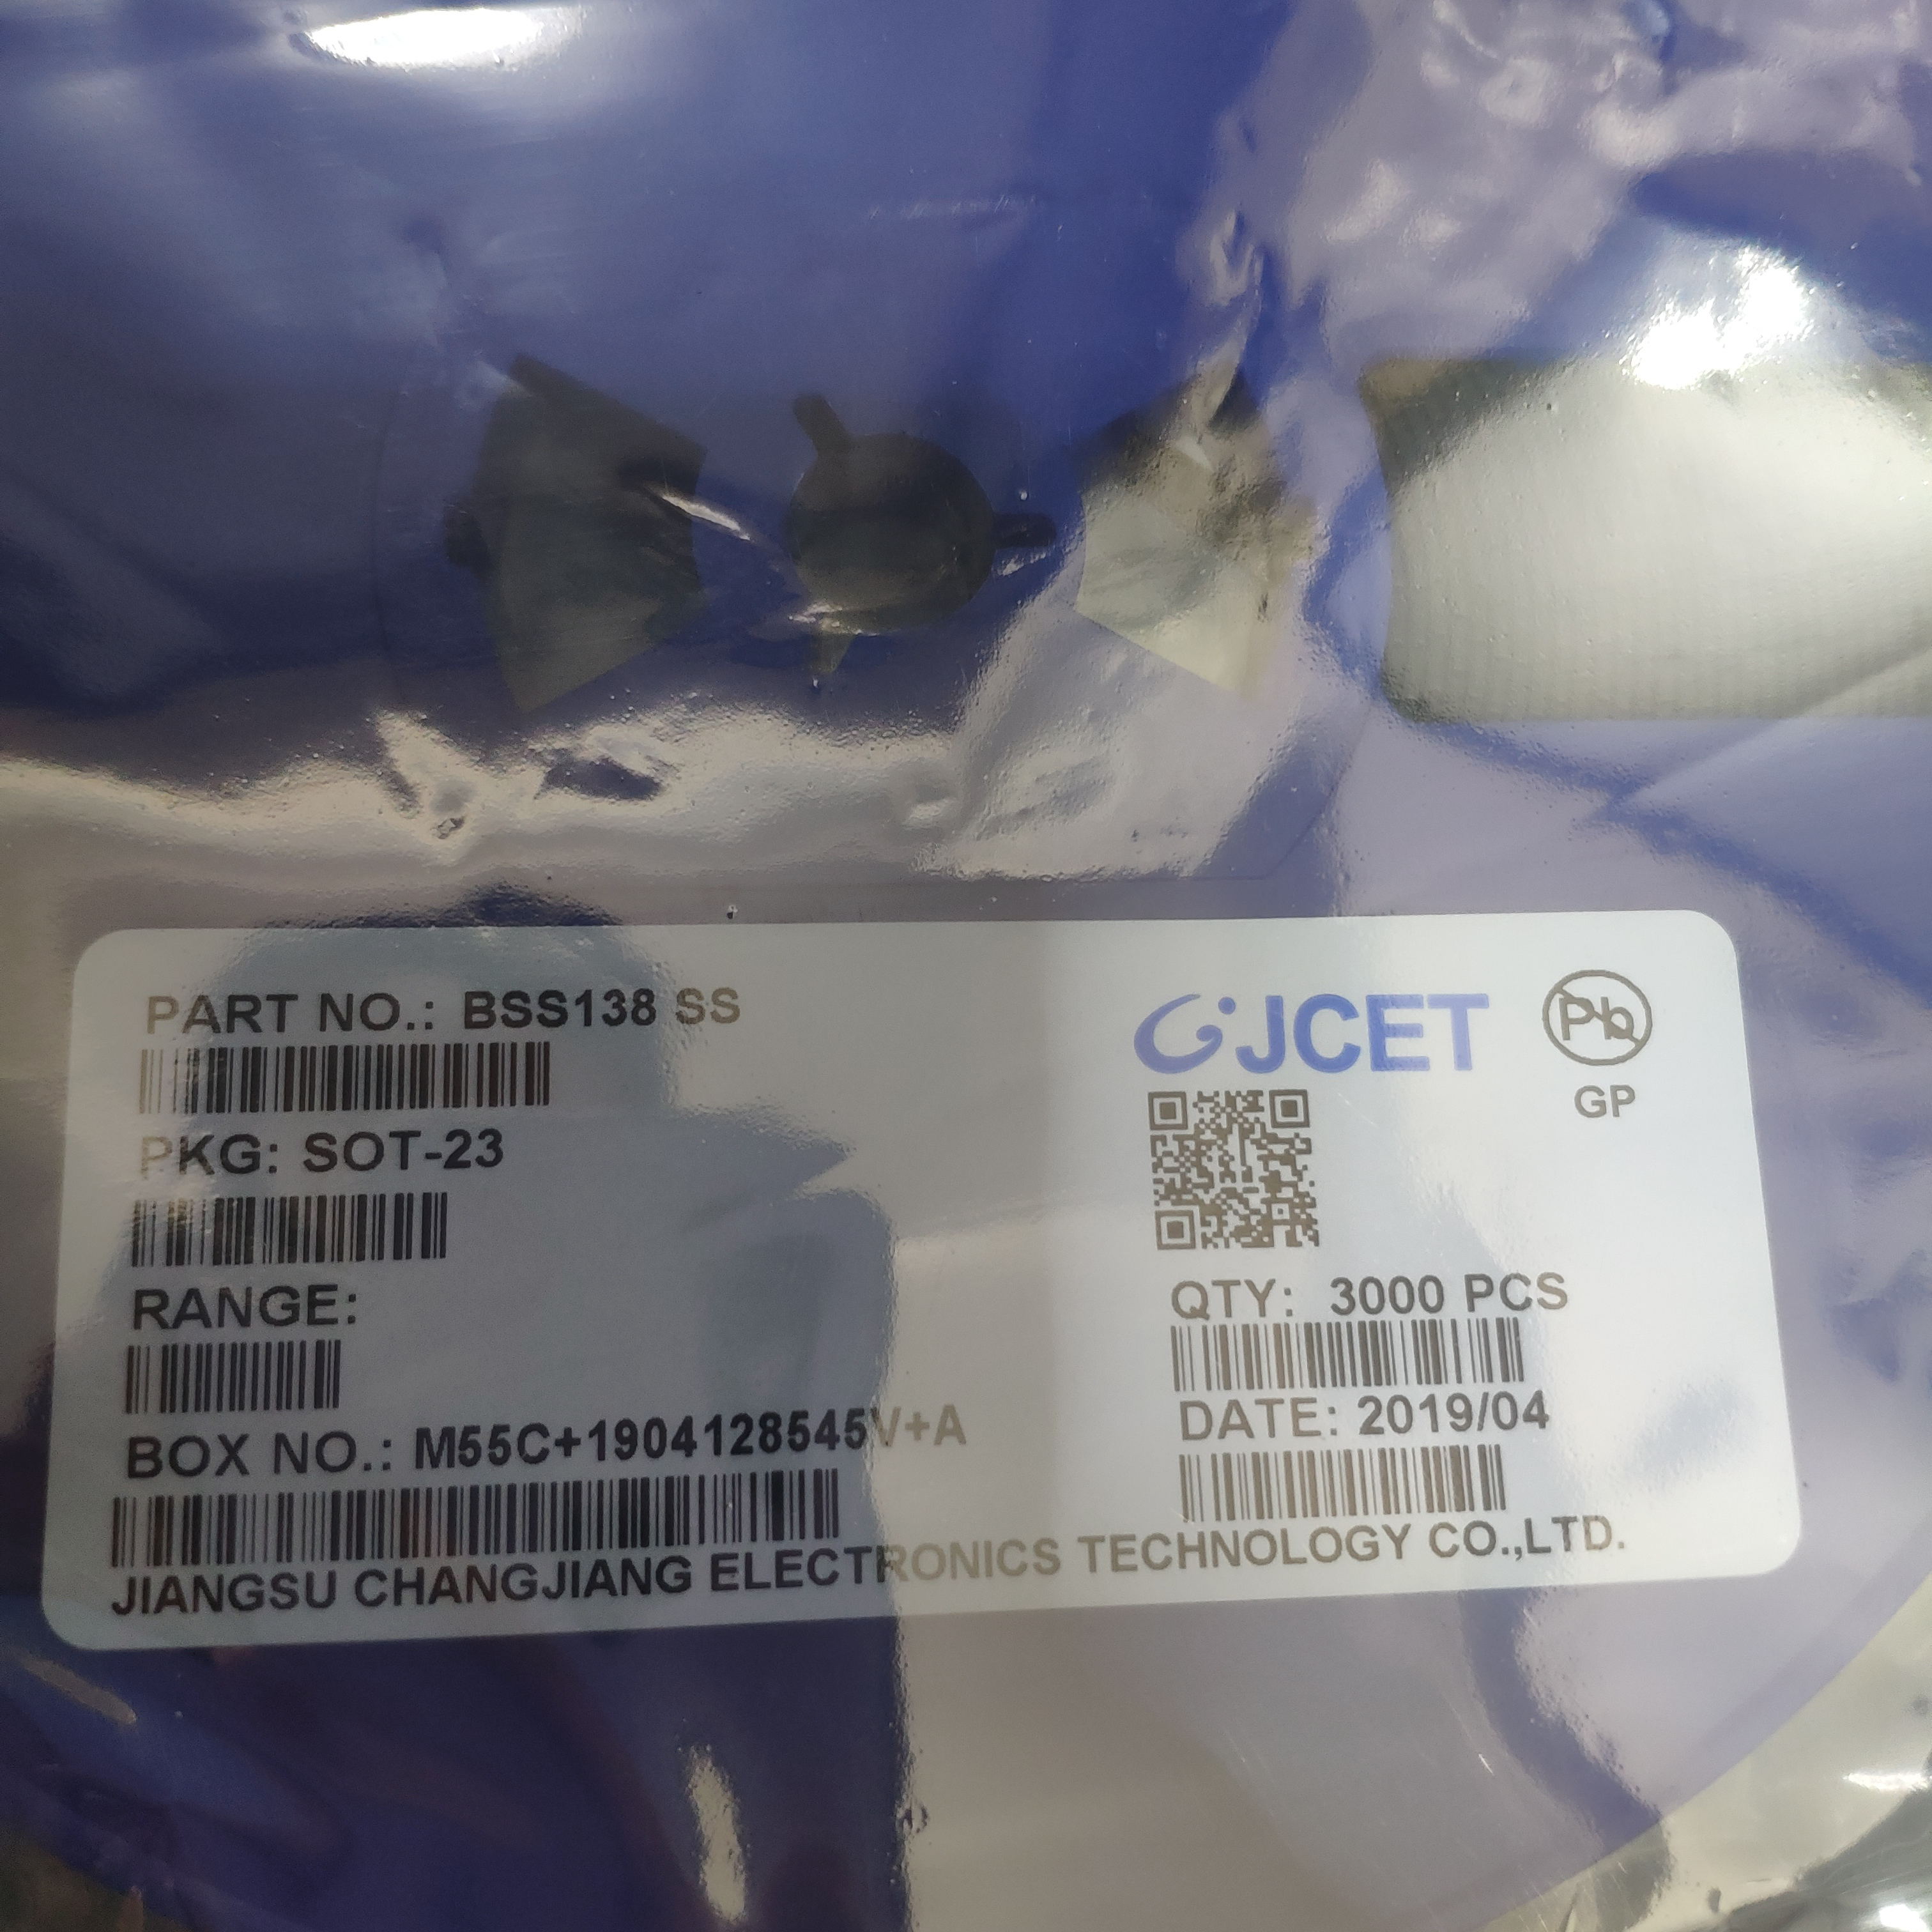 PART NO.: BSS138 SS
JCET
Pb
GP
PKG: SOT-23
RANGE:
QTY: 3000 PCS
BOX NO.: M55C+1904128545V+A
DATE: 2019/04
JIANGSU CHANGJIANG ELECTRONICS TECHNOLOGY CO.,LTD.